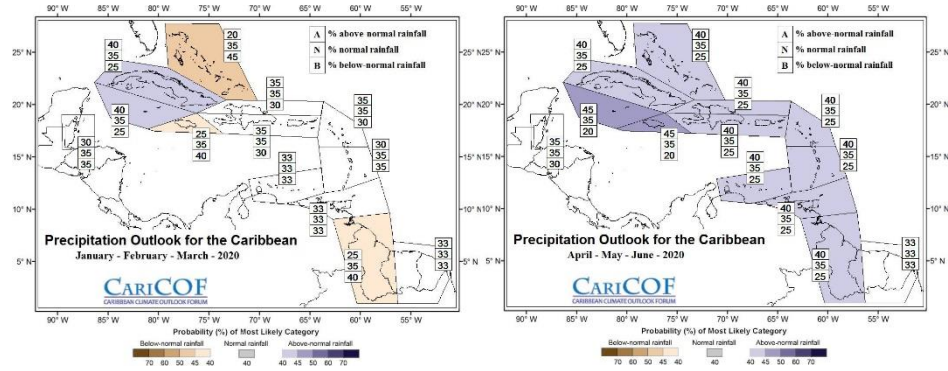 A % above-normal rainfall
N % normal rainfall
B % below-normal rainfall
25° N
20° N
15° N
10° N
5° N
40
35
25
20
35
45
40
35
25
35
35
30
35
35
30
30
35
35
25
35
40
35
35
30
30
35
35
33
33
33
33
33
33
25
35
40
33
33
33
Precipitation Outlook for the Caribbean
January - February - March - 2020
CARICOF
CARIBBEAN CLIMATE OUTLOOK FORUM
90° W 85° W 80° W 75° W 70° W 65° W 60° W 55° W
Probability (%) of Most Likely Category
Below-normal rainfall Normal rainfall Above-normal rainfall
70 60 50 45 40 40 40 45 50 60 70
A % above-normal rainfall
N % normal rainfall
B % below-normal rainfall
25° N
20° N
15° N
10° N
5° N
40
35
25
40
35
25
45
35
20
40
35
25
40
35
25
35
35
30
45
35
20
40
35
25
40
35
25
40
35
25
40
35
25
40
35
25
33
33
33
Precipitation Outlook for the Caribbean
April - May - June - 2020
CARICOF
CARIBBEAN CLIMATE OUTLOOK FORUM
90° W 85° W 80° W 75° W 70° W 65° W 60° W 55° W
Probability (%) of Most Likely Category
Below-normal rainfall Normal rainfall Above-normal rainfall
70 60 50 45 40 40 40 45 50 60 70